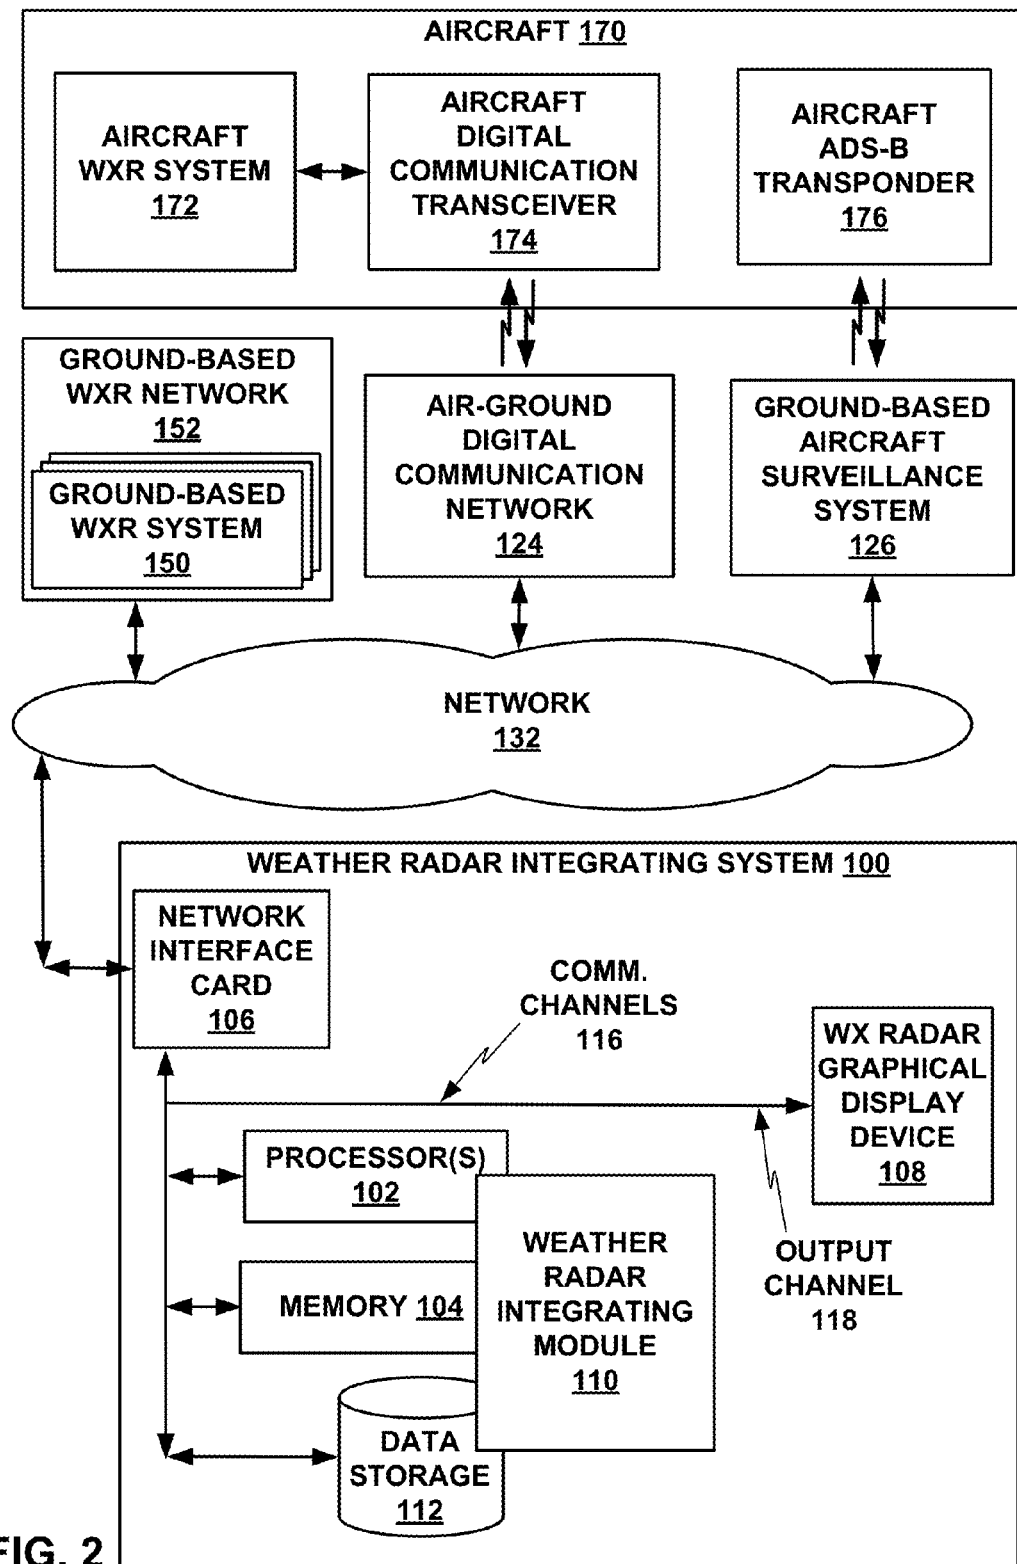 AIRCRAFT 170
AIRCRAFT
WXR SYSTEM
172
AIRCRAFT
DIGITAL
COMMUNICATION
TRANSCEIVER
174
AIRCRAFT
ADS-B
TRANSPONDER
176
GROUND-BASED
WXR NETWORK
152
GROUND-BASED
WXR SYSTEM
150
AIR-GROUND
DIGITAL
COMMUNICATION
NETWORK
124
GROUND-BASED
AIRCRAFT
SURVEILLANCE
SYSTEM
126
NETWORK
132
WEATHER RADAR INTEGRATING SYSTEM 100
NETWORK
INTERFACE
CARD
106
COMM.
CHANNELS
116
WX RADAR
GRAPHICAL
DISPLAY
DEVICE
108
PROCESSOR(S)
102
WEATHER
RADAR
INTEGRATING
MODULE
110
OUTPUT
CHANNEL
118
MEMORY 104
DATA
STORAGE
112
FIG. 2